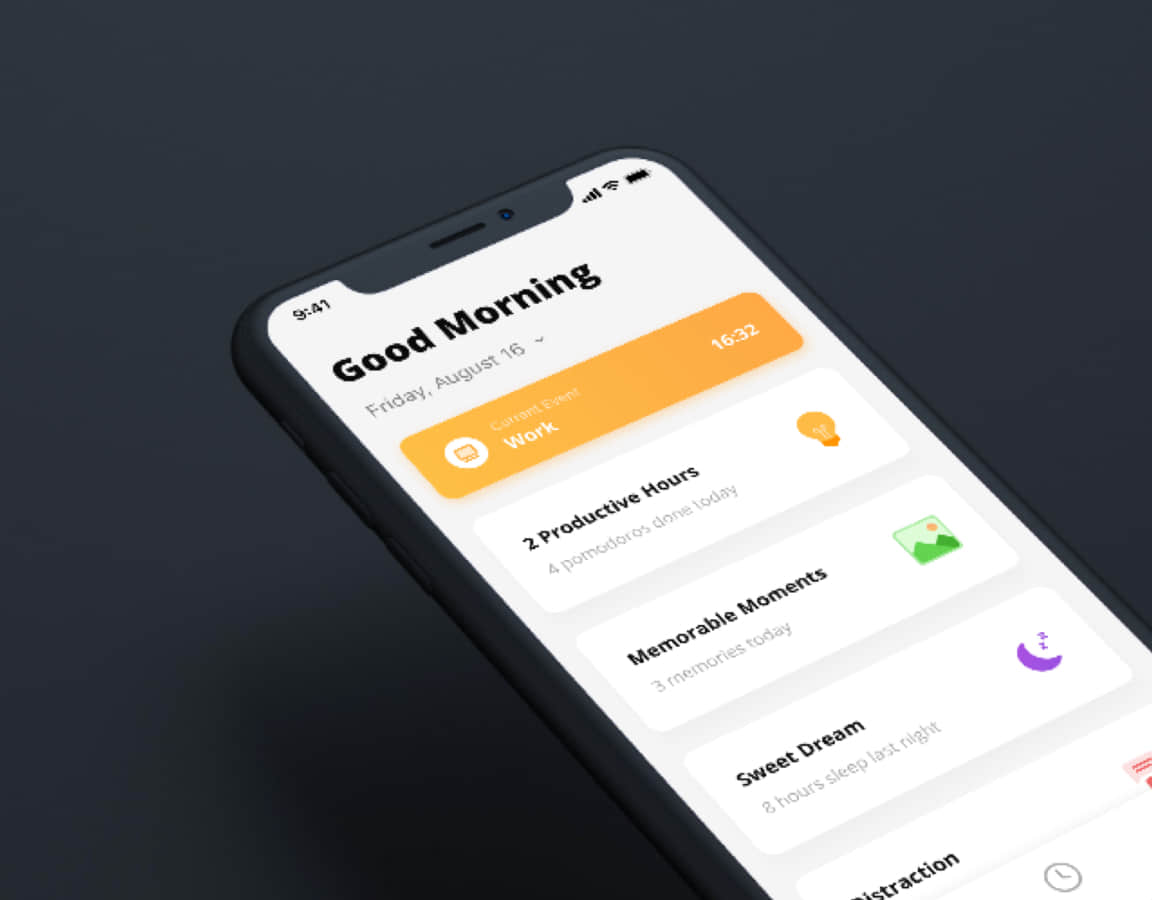 9:41
Good Morning
Friday, August 16
Current Event
Work
16:32
2 Productive Hours
4 pomodoros done today
Memorable Moments
3 memories today
Sweet Dream
8 hours sleep last night
Distraction